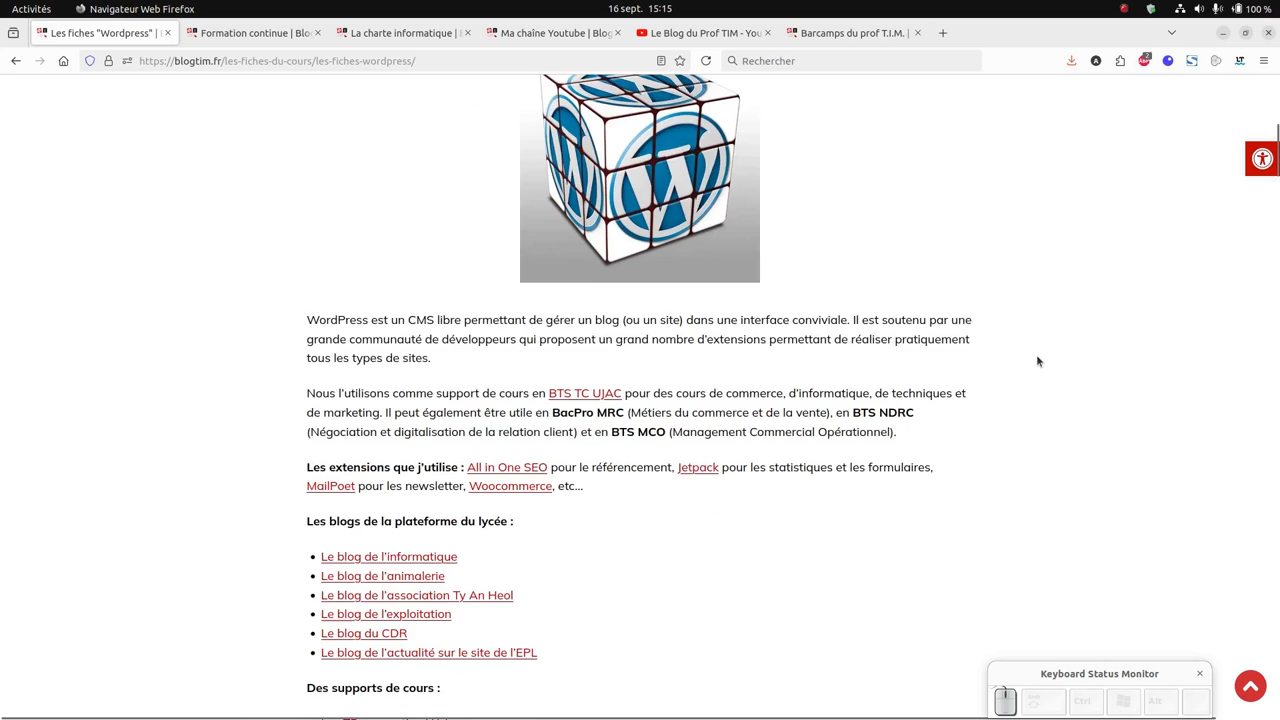 Activités
Navigateur Web Firefox
16 sept. 15:15
100 %
Les fiches "Wordpress" |
Formation continue | Blo
La charte informatique |
Ma chaîne Youtube | Blo
Le Blog du Prof TIM - You
Barcamps du prof T.I.M. |
https://blogtim.fr/les-fiches-du-cours/les-fiches-wordpress/
Rechercher
WordPress est un CMS libre permettant de gérer un blog (ou un site) dans une interface conviviale. Il est soutenu par une
grande communauté de développeurs qui proposent un grand nombre d'extensions permettant de réaliser pratiquement
tous les types de sites.
Nous l'utilisons comme support de cours en BTS TC UJAC pour des cours de commerce, d'informatique, de techniques et
de marketing. Il peut également être utile en BacPro MRC (Métiers du commerce et de la vente), en BTS NDRC
(Négociation et digitalisation de la relation client) et en BTS MCO (Management Commercial Opérationnel).
Les extensions que j'utilise : All in One SEO pour le référencement, Jetpack pour les statistiques et les formulaires,
MailPoet pour les newsletter, Woocommerce, etc…
Les blogs de la plateforme du lycée :
• Le blog de l'informatique
• Le blog de l'animalerie
• Le blog de l'association Ty An Heol
• Le blog de l'exploitation
• Le blog du CDR
• Le blog de l'actualité sur le site de l'EPL
Des supports de cours :
Keyboard Status Monitor
Ctrl
Alt